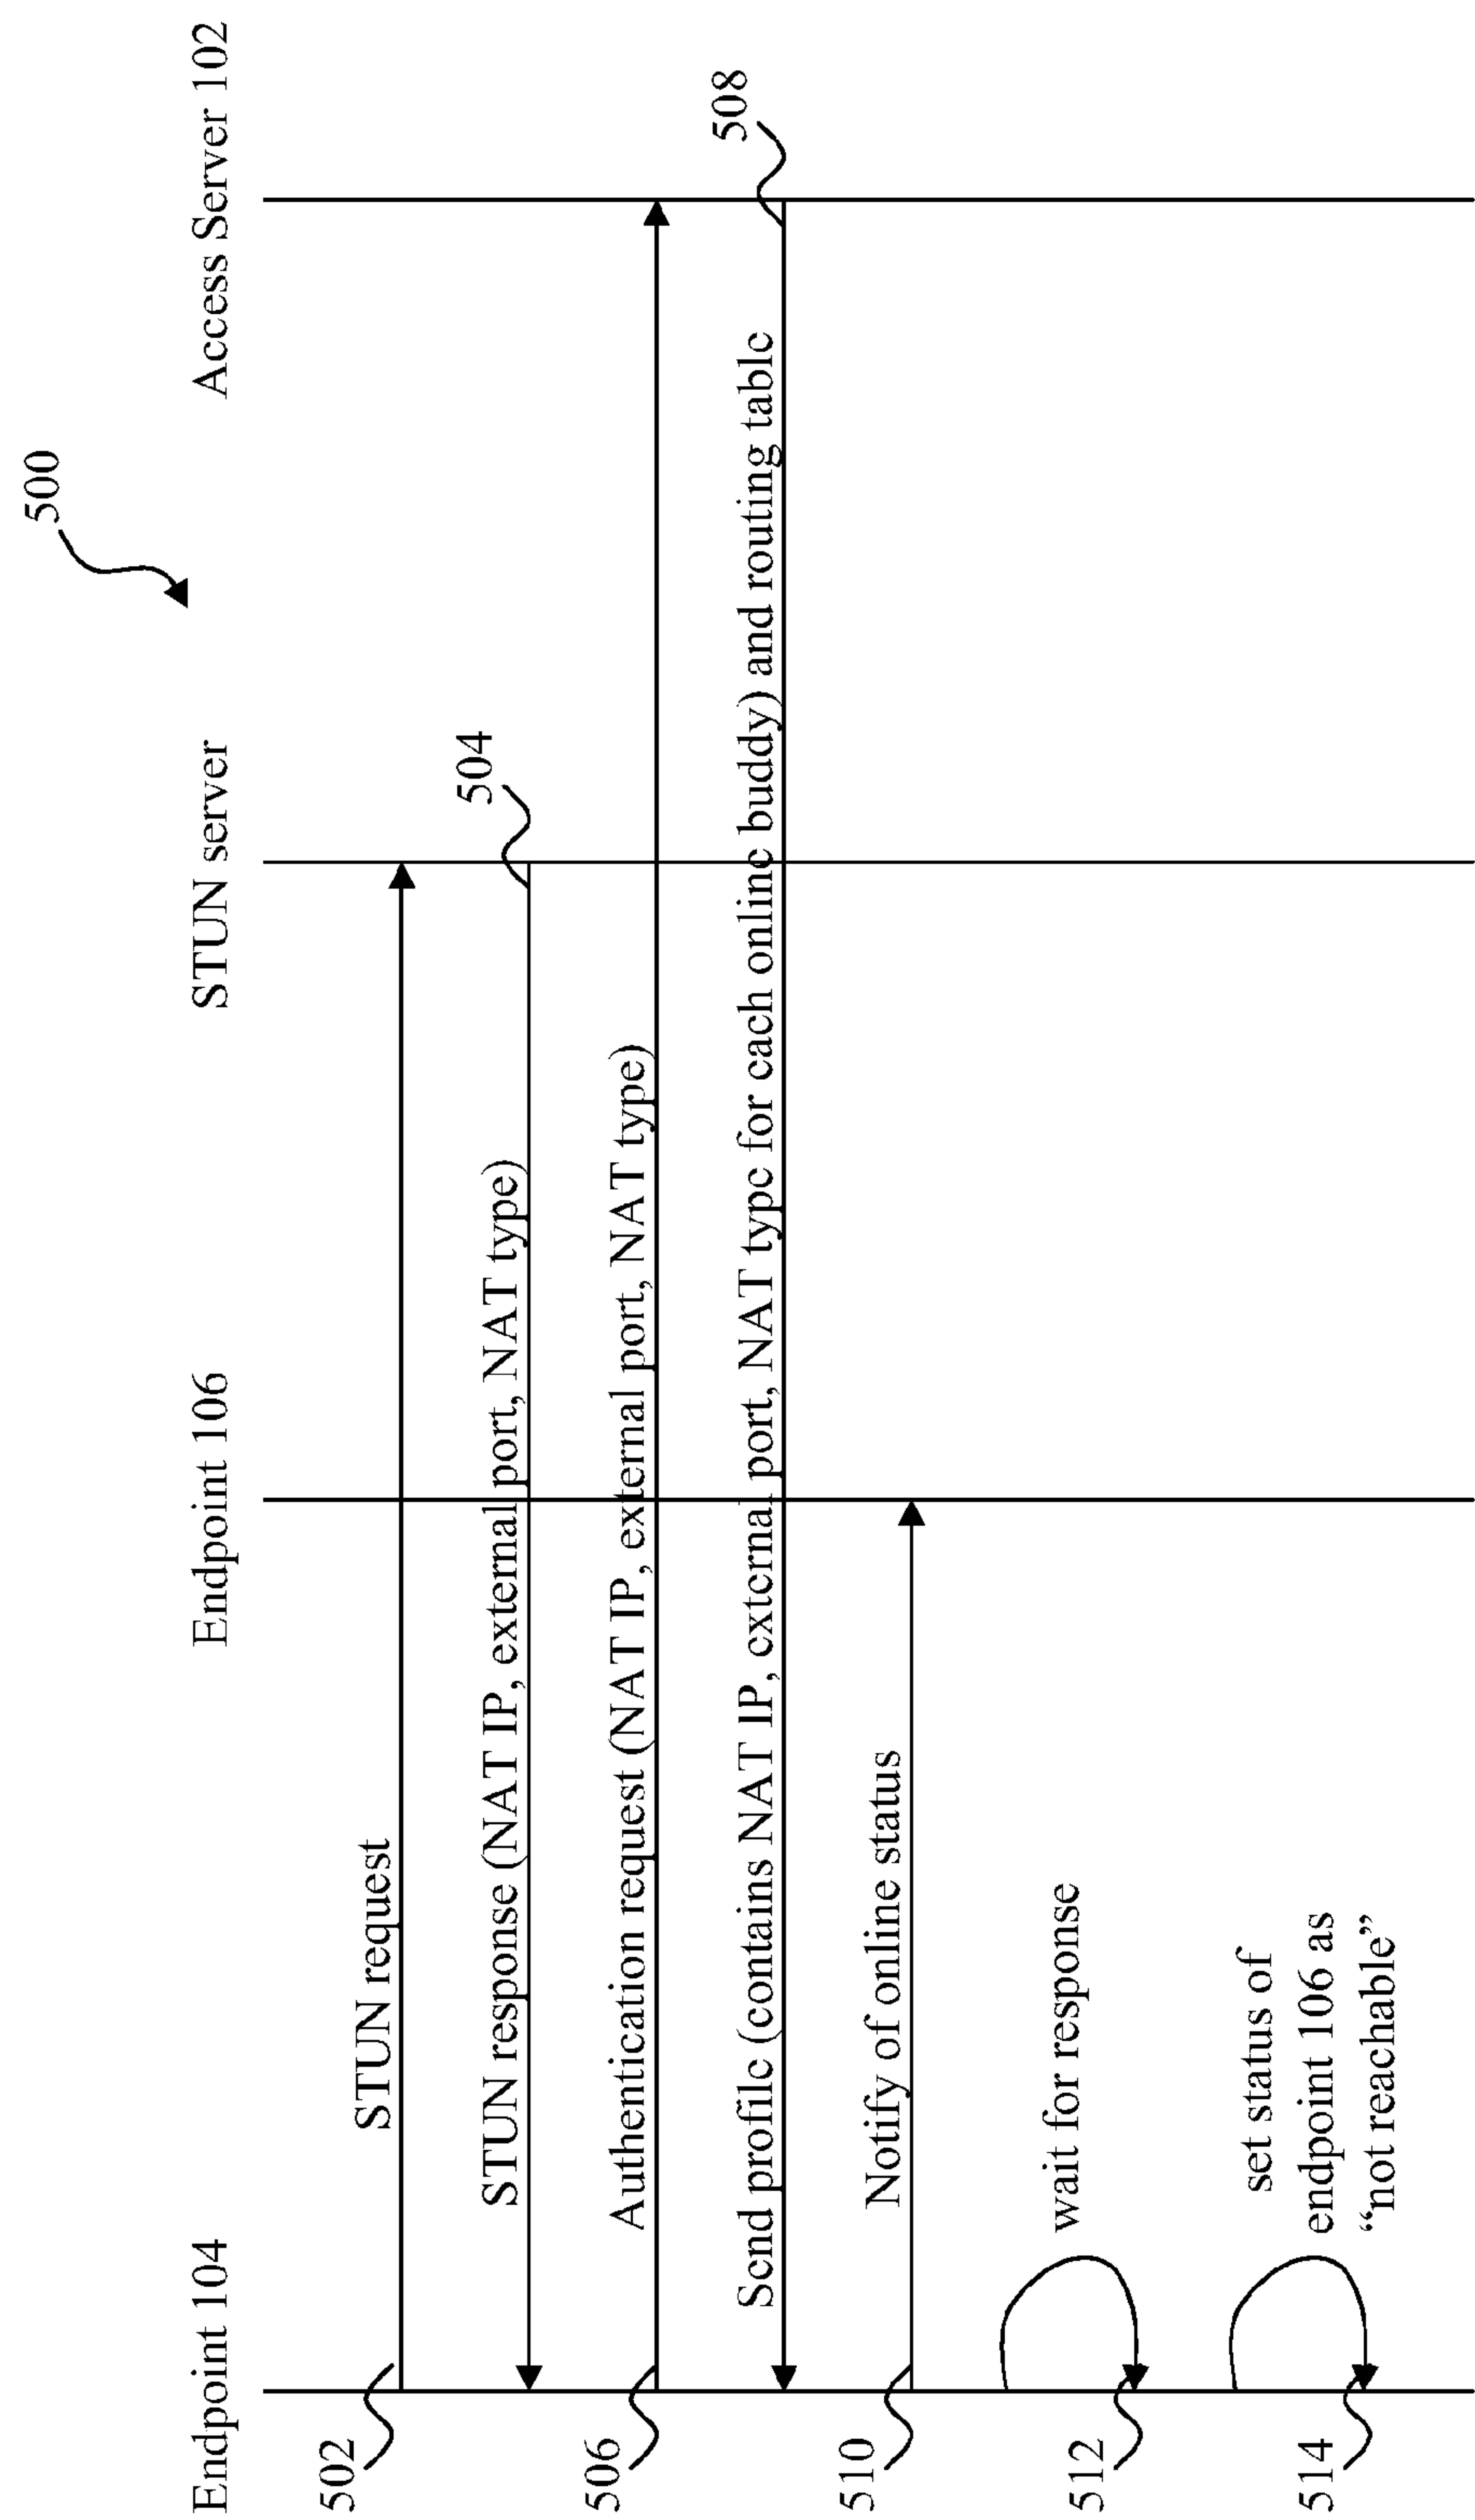 500
Endpoint 104
Endpoint 106
STUN server
Access Server 102
502
STUN request
504
STUN response (NAT IP, external port, NAT type)
506
Authentication request (NAT IP, external port, NAT type)
508
Send profile (contains NAT IP, external port, NAT type for each online buddy) and routing table
510
Notify of online status
512
wait for response
514
set status of
endpoint 106 as
“not reachable”